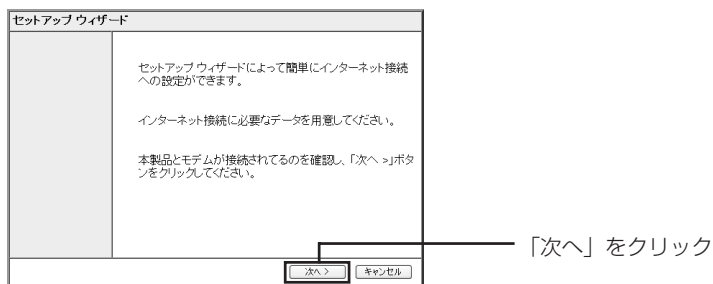 セットアップ ウィザード
セットアップ ウィザードによって簡単にインターネット接続
への設定ができます。
インターネット接続に必要なデータを用意してください。
本製品とモデムが接続されてるのを確認し、「次へ >」ボタ
ンをクリックしてください。
「次へ」をクリック
次へ >
キャンセル